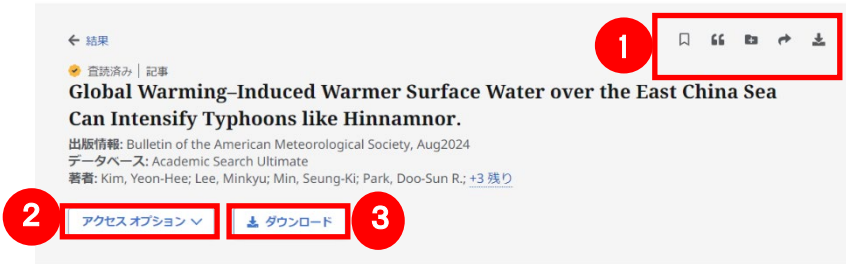 結果
1
査読済み | 記事
Global Warming–Induced Warmer Surface Water over the East China Sea
Can Intensify Typhoons like Hinnamnor.
出版情報: Bulletin of the American Meteorological Society, Aug2024
データベース: Academic Search Ultimate
著者: Kim, Yeon-Hee; Lee, Minkyu; Min, Seung-Ki; Park, Doo-Sun R.; +3 残り
2 アクセス オプション ダウンロード 3